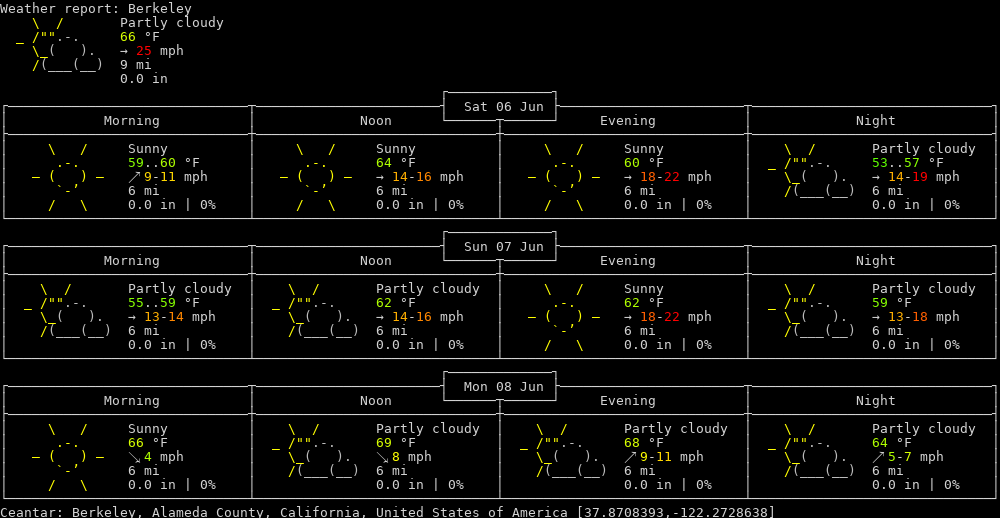 Weather report: Berkeley
Partly cloudy
66 °F
→ 25 mph
9 mi
0.0 in
Sat 06 Jun
Morning Noon Evening Night
Sunny Sunny Sunny Partly cloudy
59..60 °F 64 °F 60 °F 53..57 °F
↗ 9-11 mph → 14-16 mph → 18-22 mph → 14-19 mph
6 mi 6 mi 6 mi 6 mi
0.0 in | 0% 0.0 in | 0% 0.0 in | 0% 0.0 in | 0%
Sun 07 Jun
Morning Noon Evening Night
Partly cloudy Partly cloudy Sunny Partly cloudy
55..59 °F 62 °F 62 °F 59 °F
→ 13-14 mph → 14-16 mph → 18-22 mph → 13-18 mph
6 mi 6 mi 6 mi 6 mi
0.0 in | 0% 0.0 in | 0% 0.0 in | 0% 0.0 in | 0%
Mon 08 Jun
Morning Noon Evening Night
Sunny Partly cloudy Partly cloudy Partly cloudy
66 °F 69 °F 68 °F 64 °F
↘ 4 mph ↘ 8 mph ↗ 9-11 mph ↗ 5-7 mph
6 mi 6 mi 6 mi 6 mi
0.0 in | 0% 0.0 in | 0% 0.0 in | 0% 0.0 in | 0%
Ceantar: Berkeley, Alameda County, California, United States of America [37.8708393,-122.2728638]